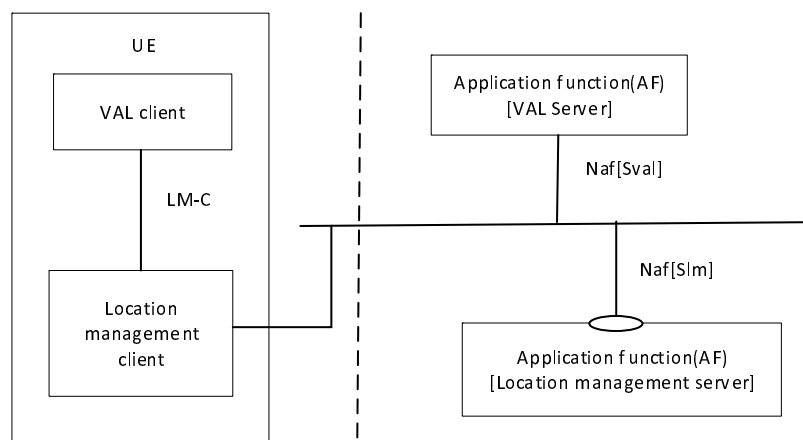 UE
VAL client
LM-C
Location
management
client
Application function(AF)
[VAL Server]
Naf[Sval]
Naf[Slm]
Application function(AF)
[Location management server]